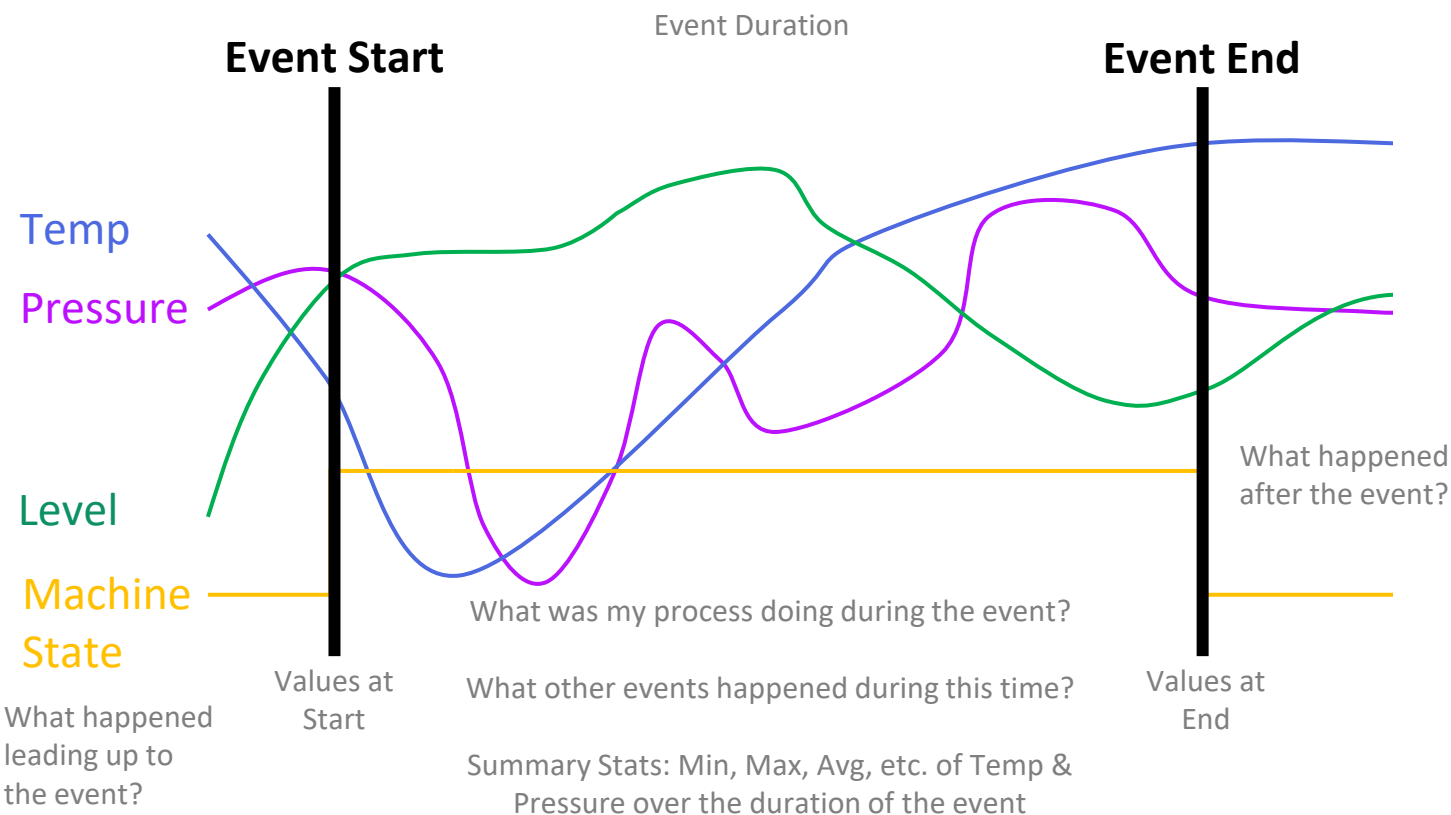 Event Duration
Event Start
Event End
Temp
Pressure
Level
Machine
State
What happened
after the event?
What was my process doing during the event?
Values at
Start
What other events happened during this time?
Values at
End
What happened
leading up to
the event?
Summary Stats: Min, Max, Avg, etc. of Temp &
Pressure over the duration of the event